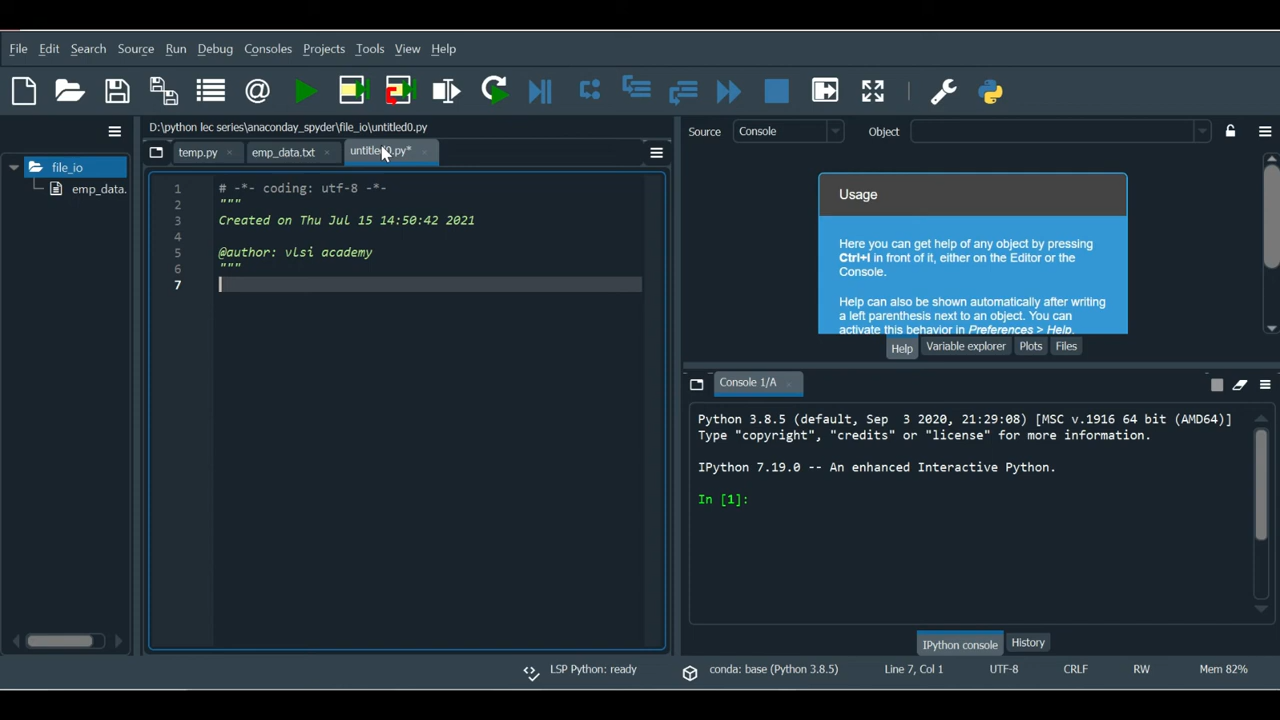 File Edit Search Source Run Debug Consoles Projects Tools View Help
D:\python lec series\anaconday_spyder\file_io\untitled0.py
temp.py emp_data.txt untitled0.py*
file_io
emp_data.
1 # -*- coding: utf-8 -*-
2 """
3 Created on Thu Jul 15 14:50:42 2021
4
5 @author: vlsi academy
6 """
7
Source Console Object
Usage
Here you can get help of any object by pressing
Ctrl+I in front of it, either on the Editor or the
Console.
Help can also be shown automatically after writing
a left parenthesis next to an object. You can
activate this behavior in Preferences > Help.
Help Variable explorer Plots Files
Console 1/A
Python 3.8.5 (default, Sep  3 2020, 21:29:08) [MSC v.1916 64 bit (AMD64)]
Type "copyright", "credits" or "license" for more information.
IPython 7.19.0 -- An enhanced Interactive Python.
In [1]:
IPython console History
LSP Python: ready conda: base (Python 3.8.5) Line 7, Col 1 UTF-8 CRLF RW Mem 82%